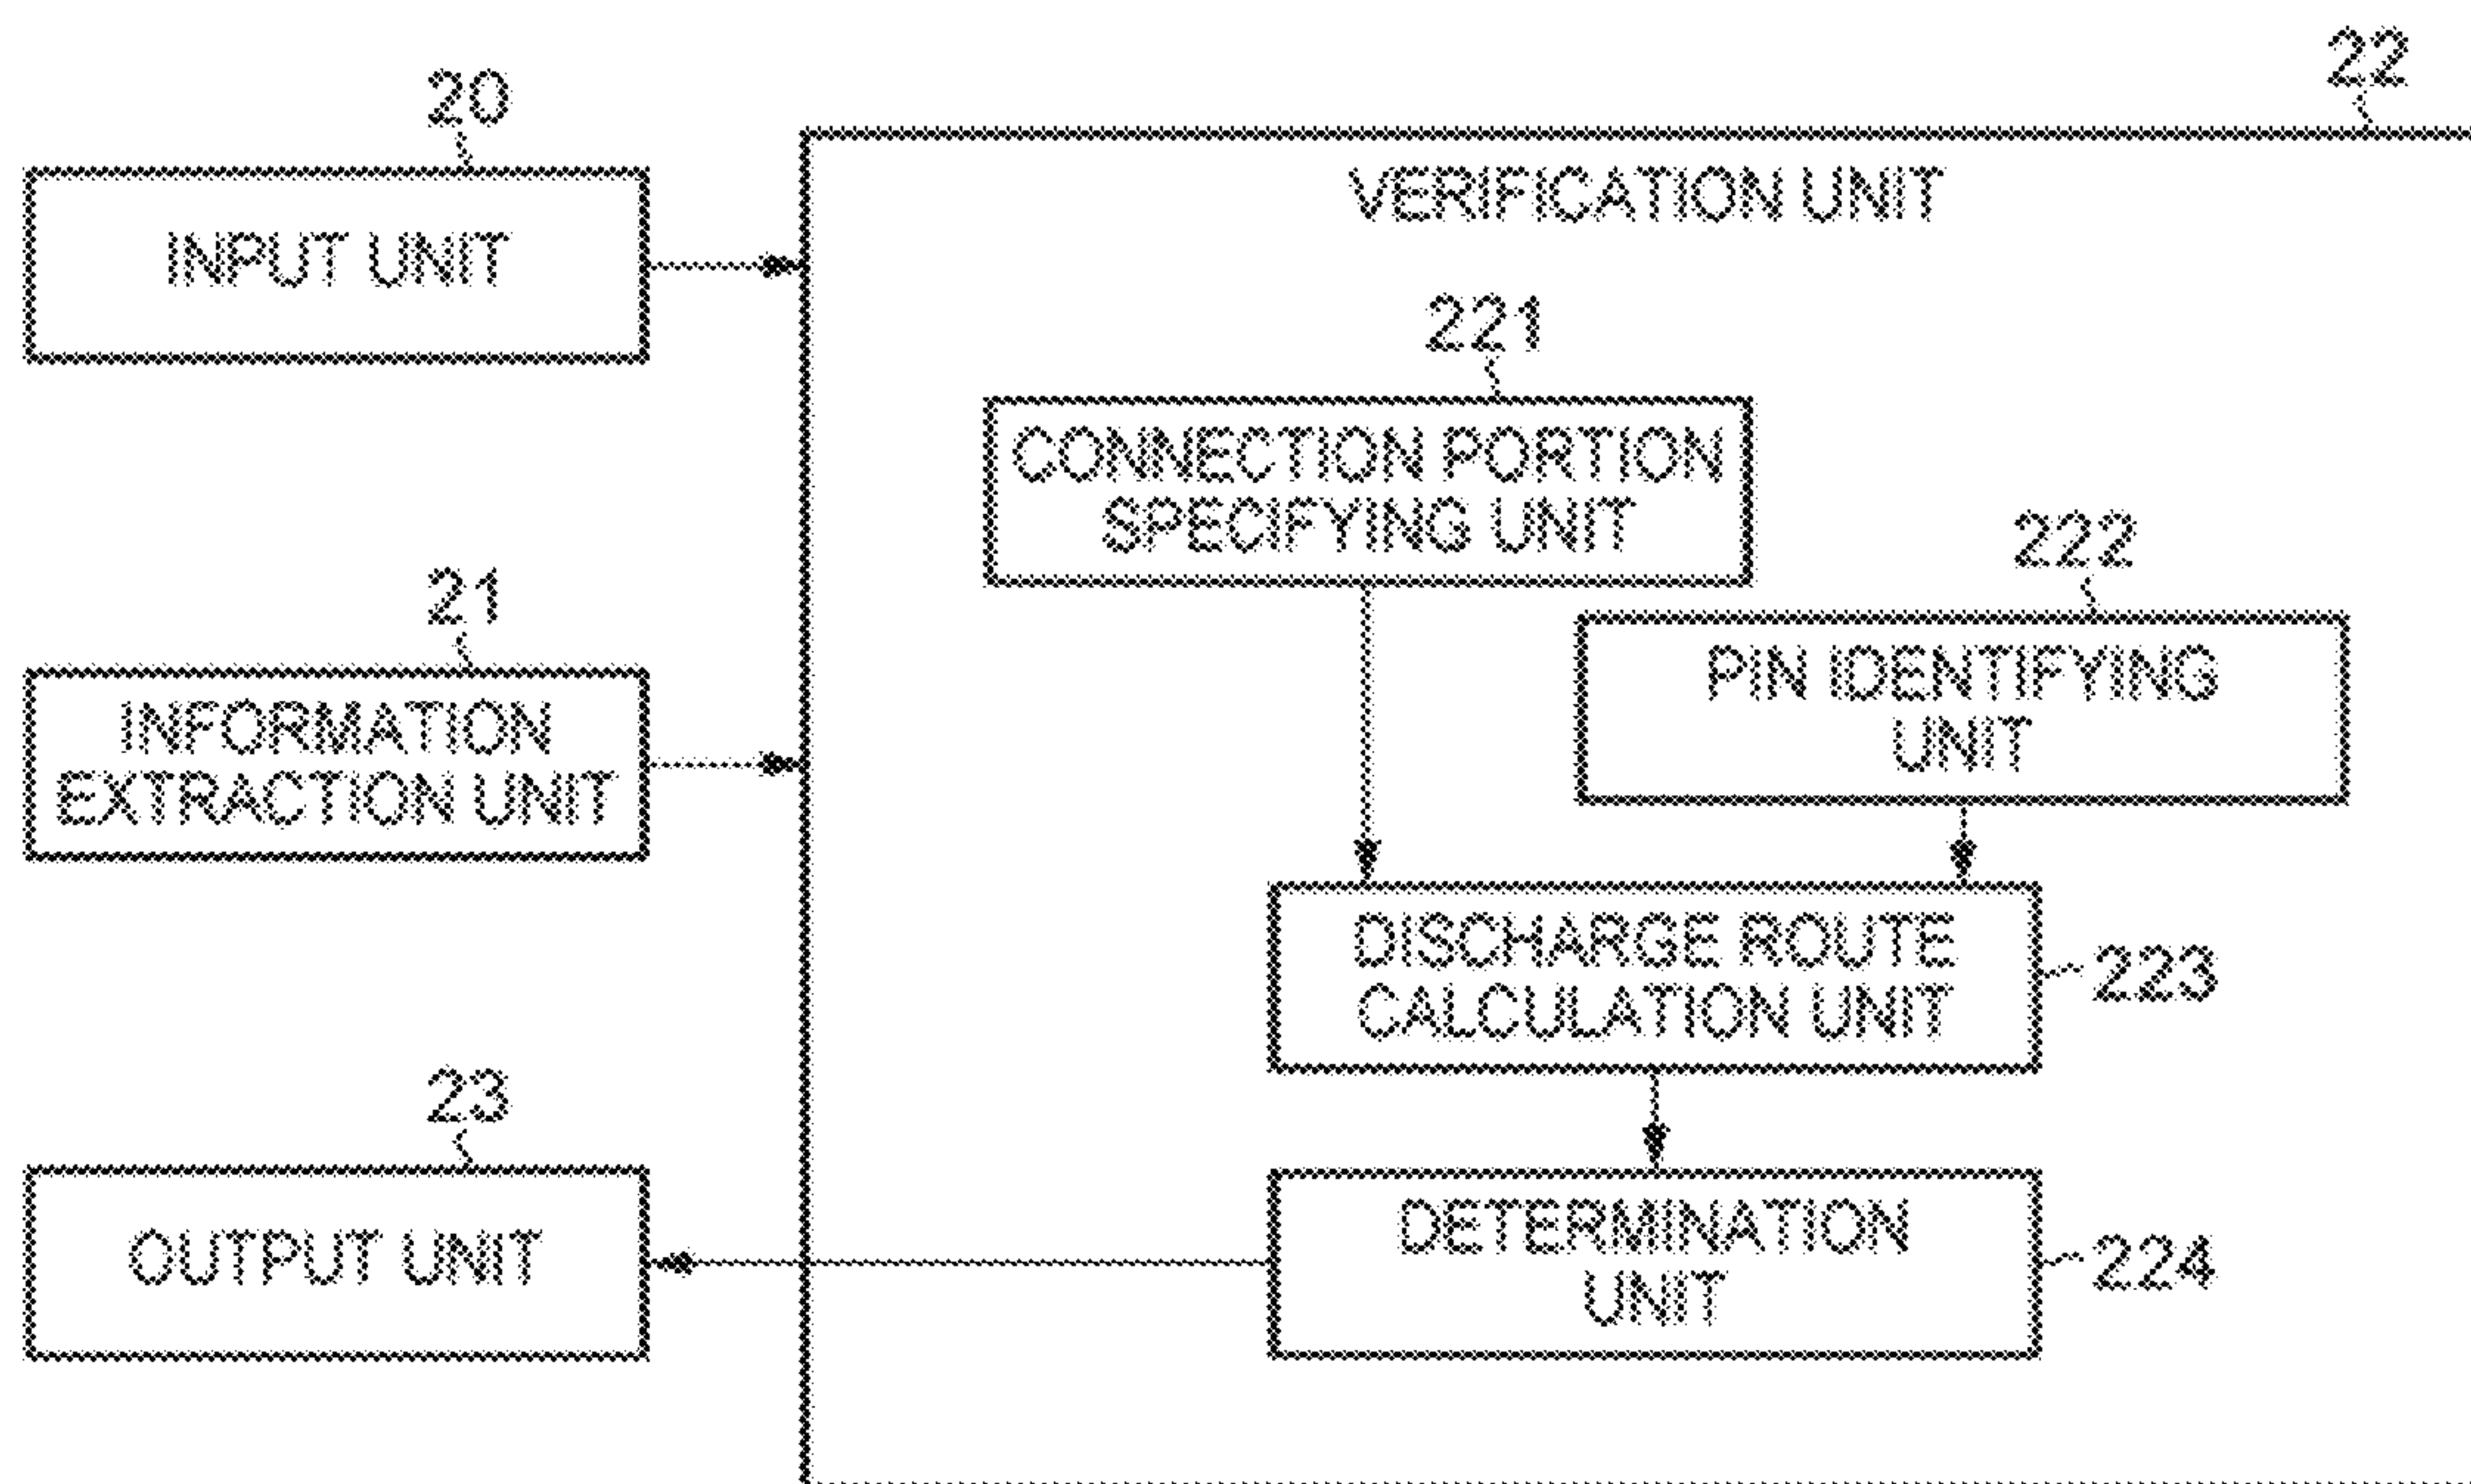 20
INPUT UNIT
22
VERIFICATION UNIT
221
CONNECTION PORTION
SPECIFYING UNIT
222
PIN IDENTIFYING
UNIT
21
INFORMATION
EXTRACTION UNIT
DISCHARGE ROUTE
CALCULATION UNIT
223
23
OUTPUT UNIT
DETERMINATION
UNIT
224